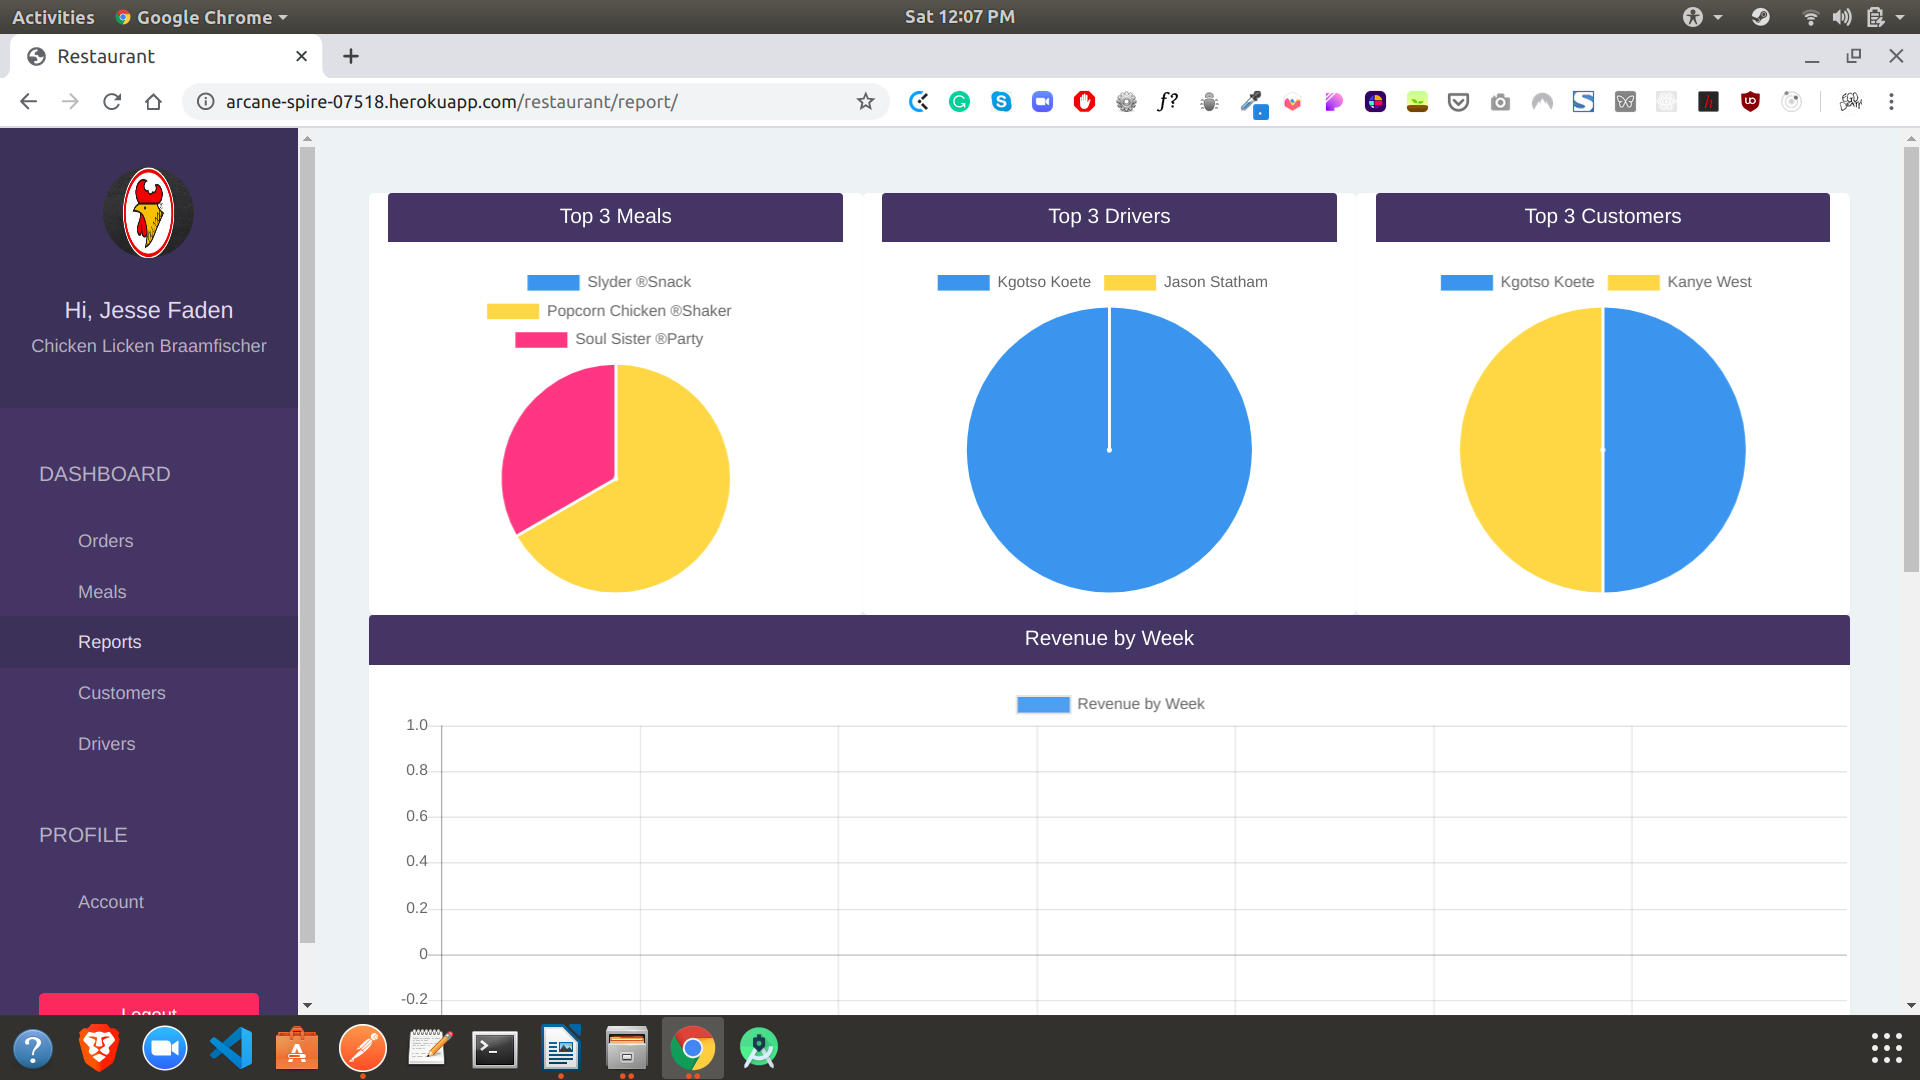 Activities Google Chrome Sat 12:07 PM
Restaurant
arcane-spire-07518.herokuapp.com/restaurant/report/
Hi, Jesse Faden
Chicken Licken Braamfischer
DASHBOARD
Orders
Meals
Reports
Customers
Drivers
PROFILE
Account
Logout
Top 3 Meals
Slyder ®Snack
Popcorn Chicken ®Shaker
Soul Sister ®Party
Top 3 Drivers
Kgotso Koete Jason Statham
Top 3 Customers
Kgotso Koete Kanye West
Revenue by Week
Revenue by Week
1.0
0.8
0.6
0.4
0.2
0
-0.2